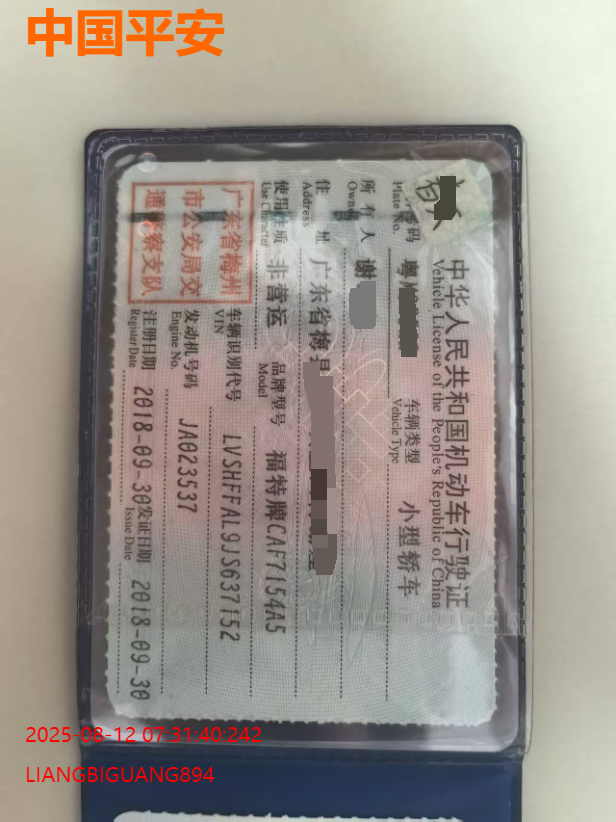 中国平安
中华人民共和国机动车行驶证
Vehicle License of the People's Republic of China
号码
Plate No.
粤
车辆类型
Vehicle Type
小型轿车
所有人
Owner
谢
住址
Address
广东省梅县
使用性质
Use Character
非营运
品牌型号
Model
福特牌CAF7154A5
车辆识别代号
VIN
LVSHFFAL9JS637152
发动机号码
Engine No.
JA023537
注册日期
Register Date
2018-09-30
发证日期
Issue Date
2018-09-30
广东省梅州
市公安局交
通警察支队
2025-08-12 07:31:40:242
LIANGBIGUANG894